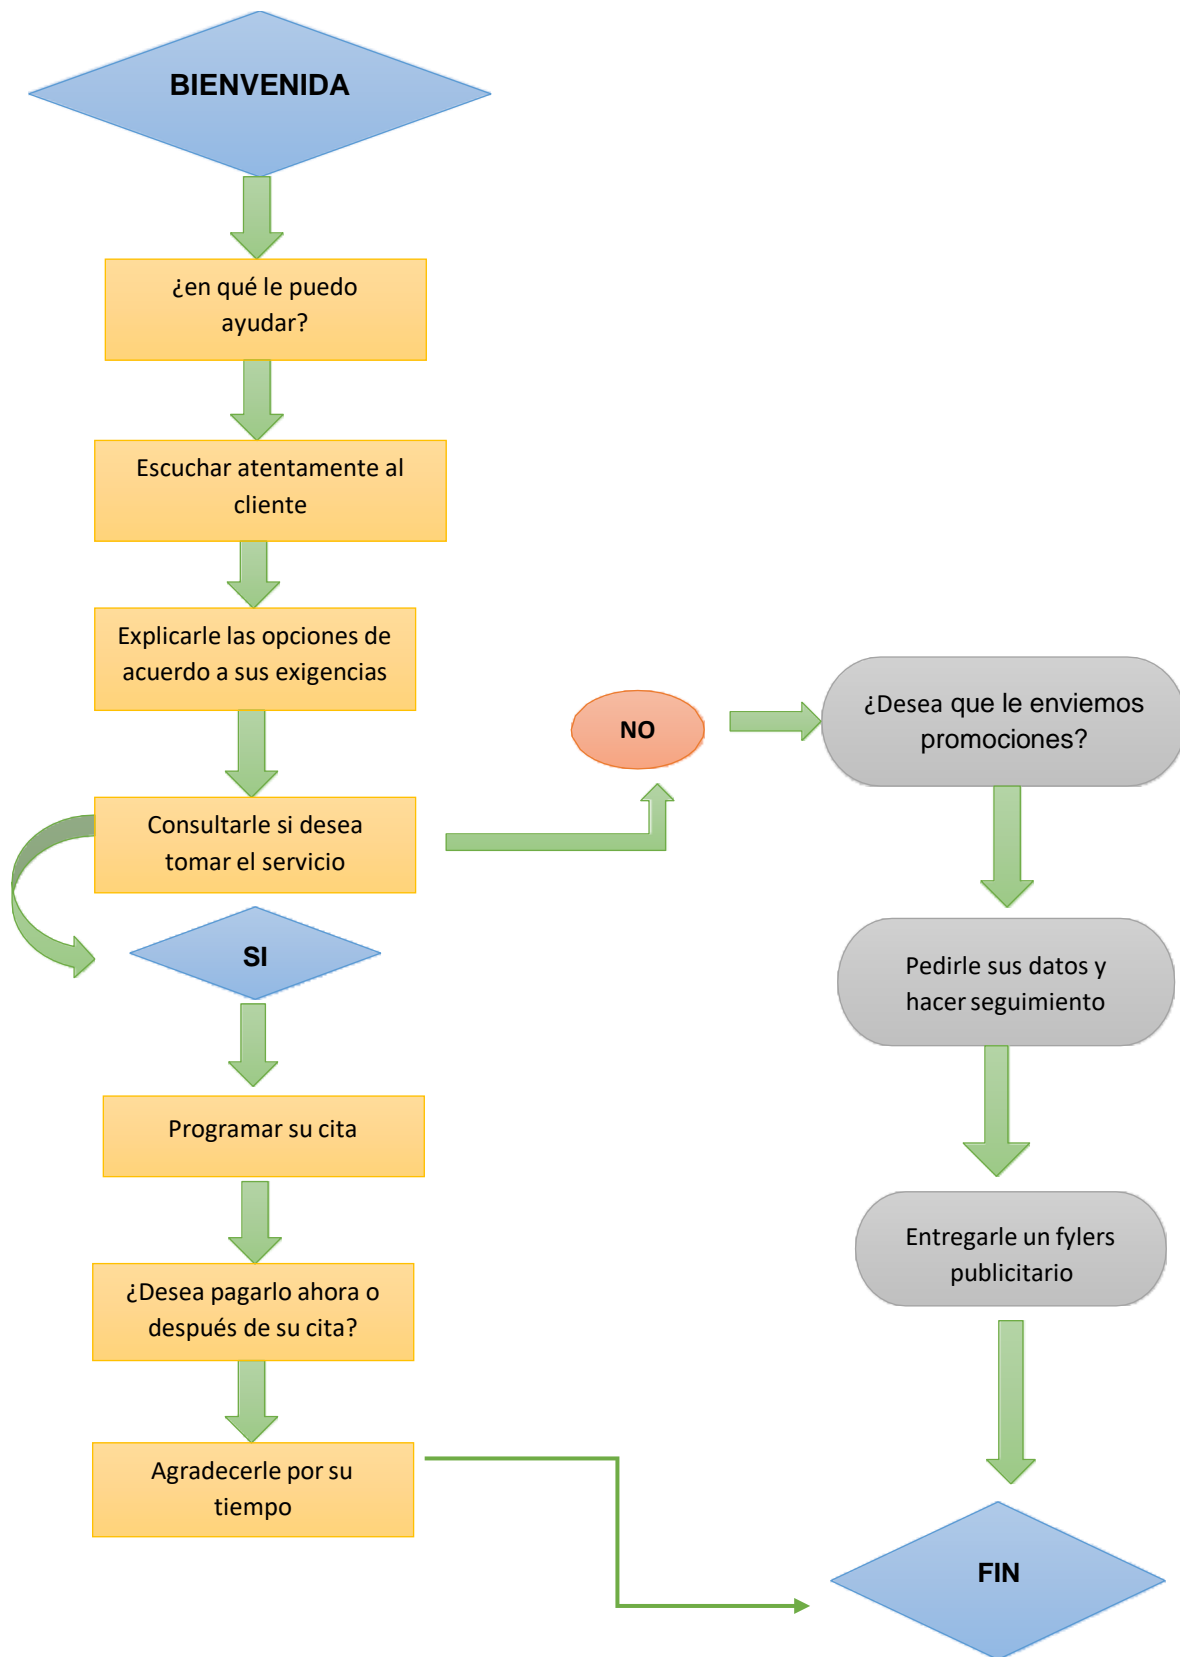 BIENVENIDA
¿en qué le puedo
ayudar?
Escuchar atentamente al
cliente
Explicarle las opciones de
acuerdo a sus exigencias
Consultarle si desea
tomar el servicio
NO
¿Desea que le enviemos
promociones?
SI
Pedirle sus datos y
hacer seguimiento
Programar su cita
Entregarle un fylers
publicitario
¿Desea pagarlo ahora o
después de su cita?
Agradecerle por su
tiempo
FIN